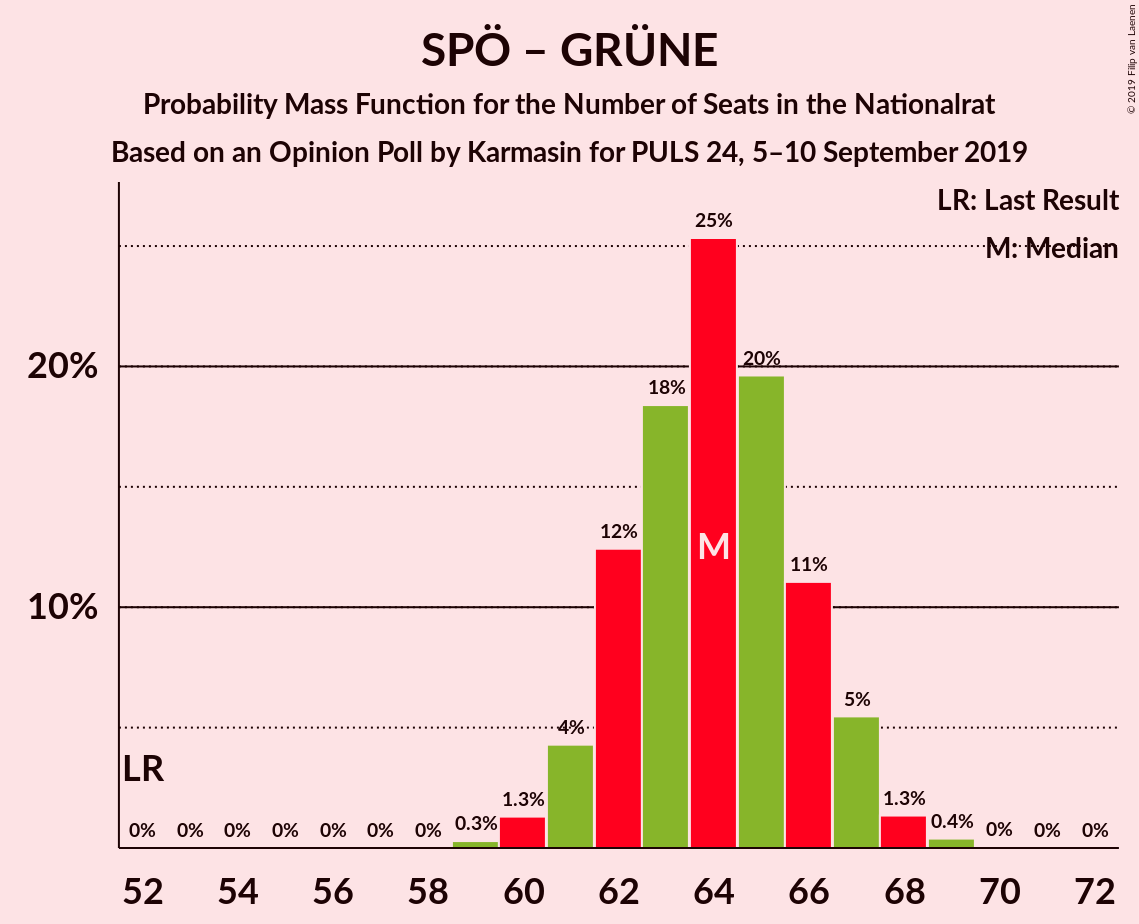 SPÖ – GRÜNE
Probability Mass Function for the Number of Seats in the Nationalrat
Based on an Opinion Poll by Karmasin for PULS 24, 5–10 September 2019
© 2019 Filip van Laenen
LR: Last Result
M: Median
20%
10%
LR
M
0% 0% 0% 0% 0% 0% 0% 0.3% 1.3% 4% 12% 18% 25% 20% 11% 5% 1.3% 0.4% 0% 0% 0%
52 54 56 58 60 62 64 66 68 70 72